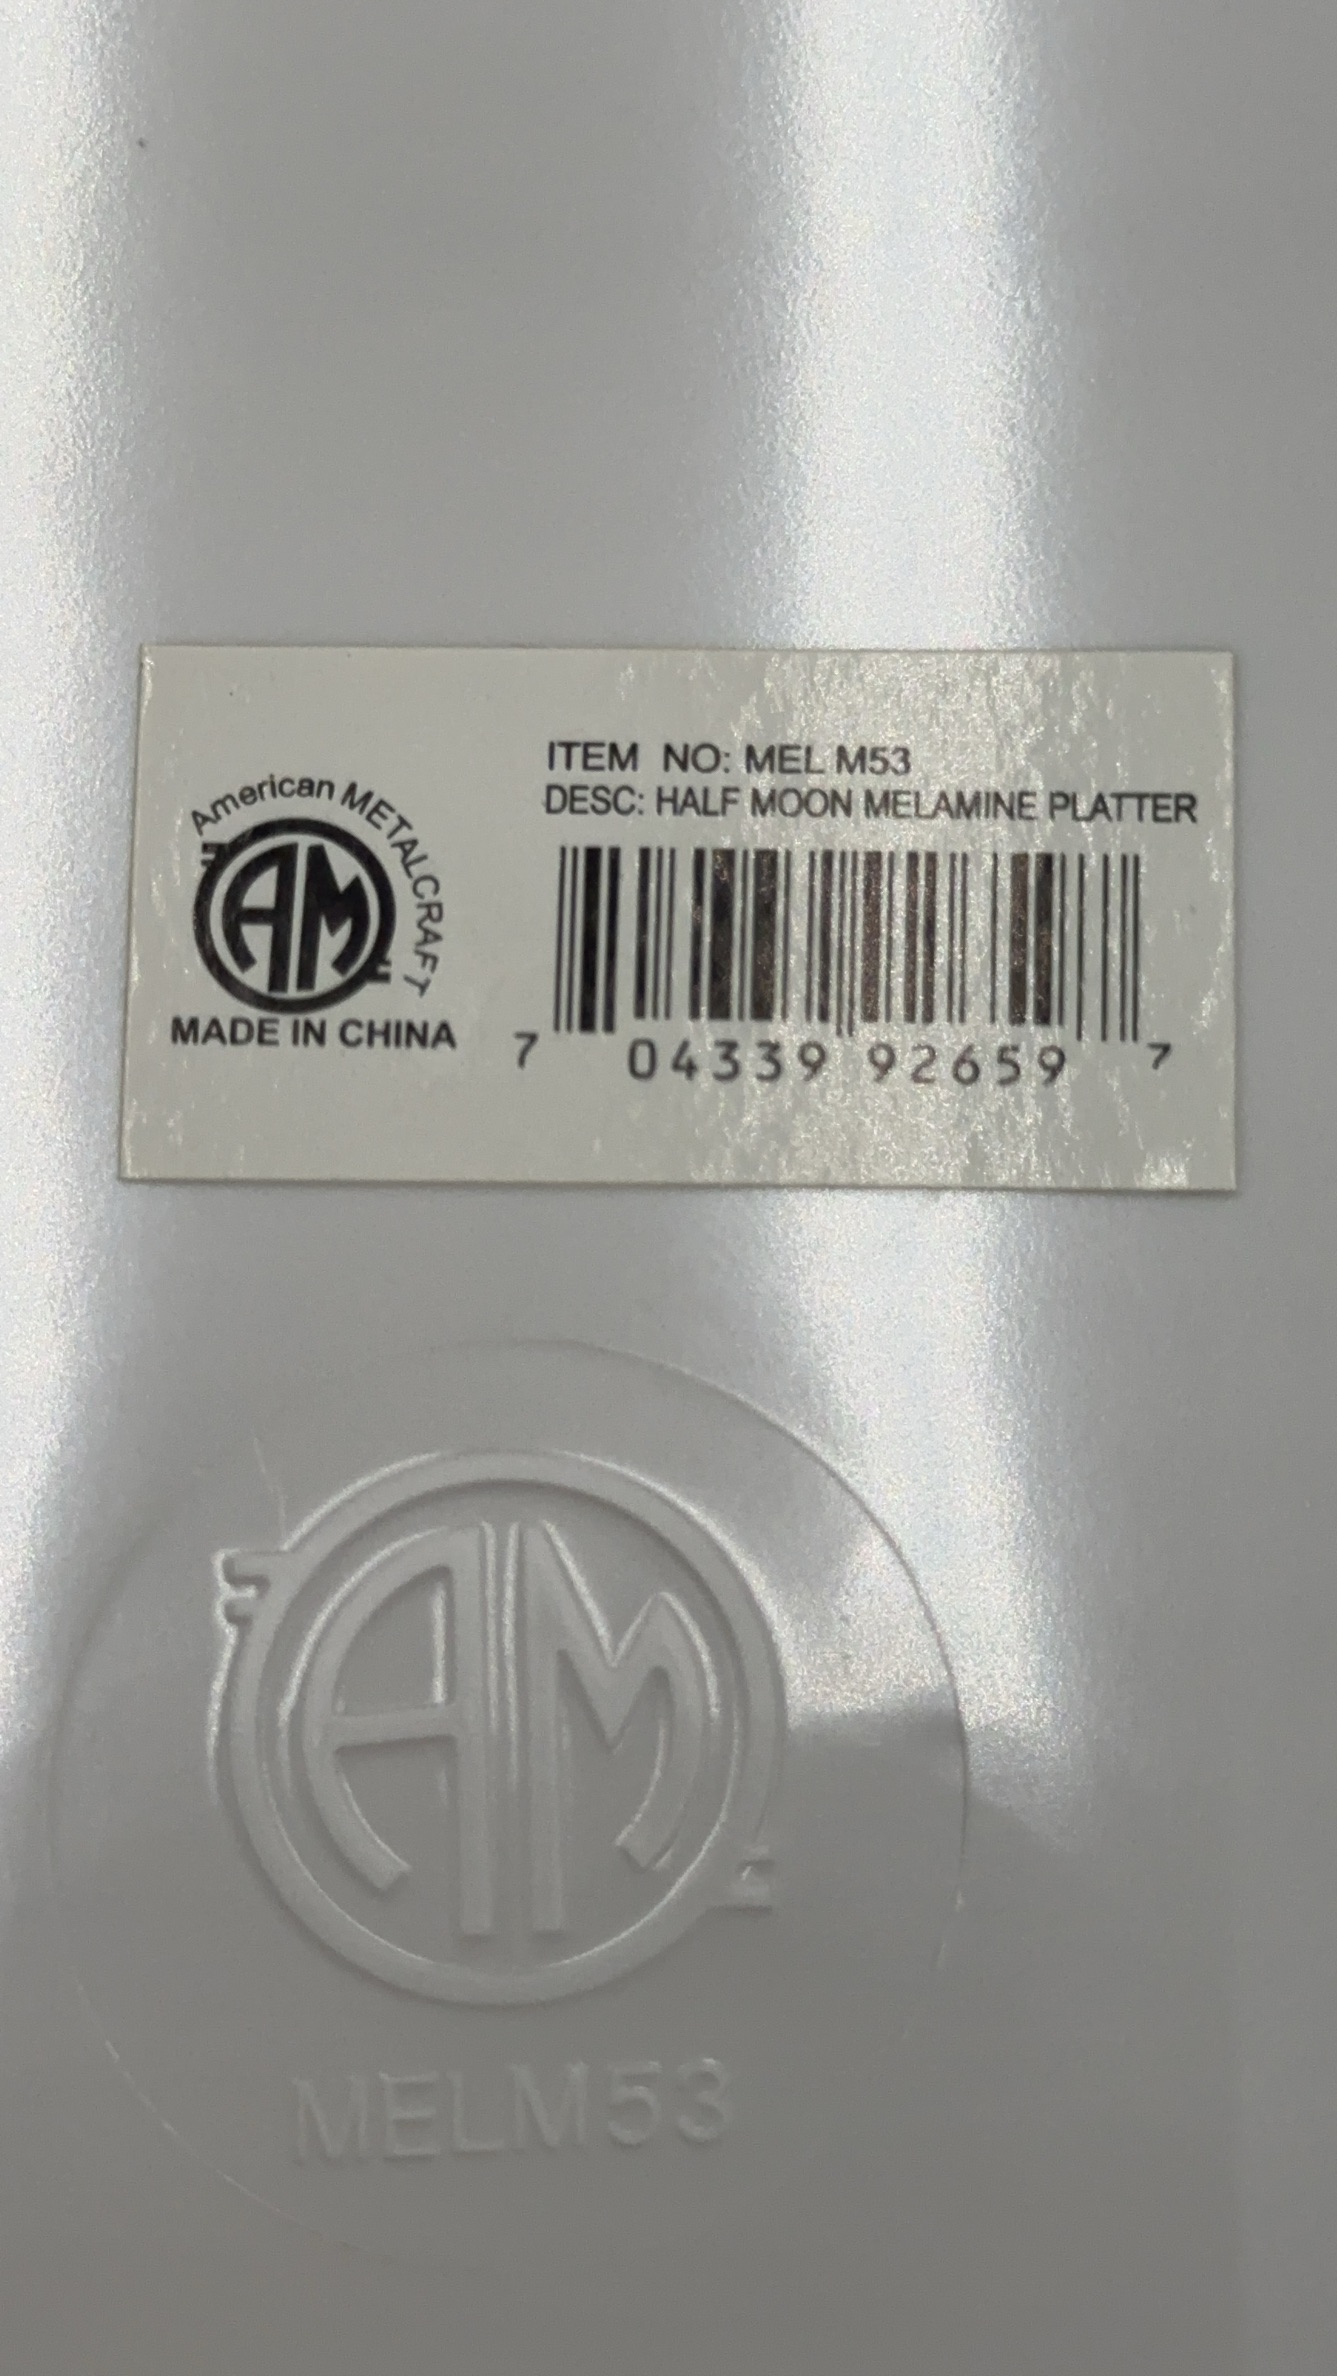 ITEM NO: MEL M53
DESC: HALF MOON MELAMINE PLATTER
American METALCRAFT
AM
MADE IN CHINA
7 04339 92659 7
AM
MELM53